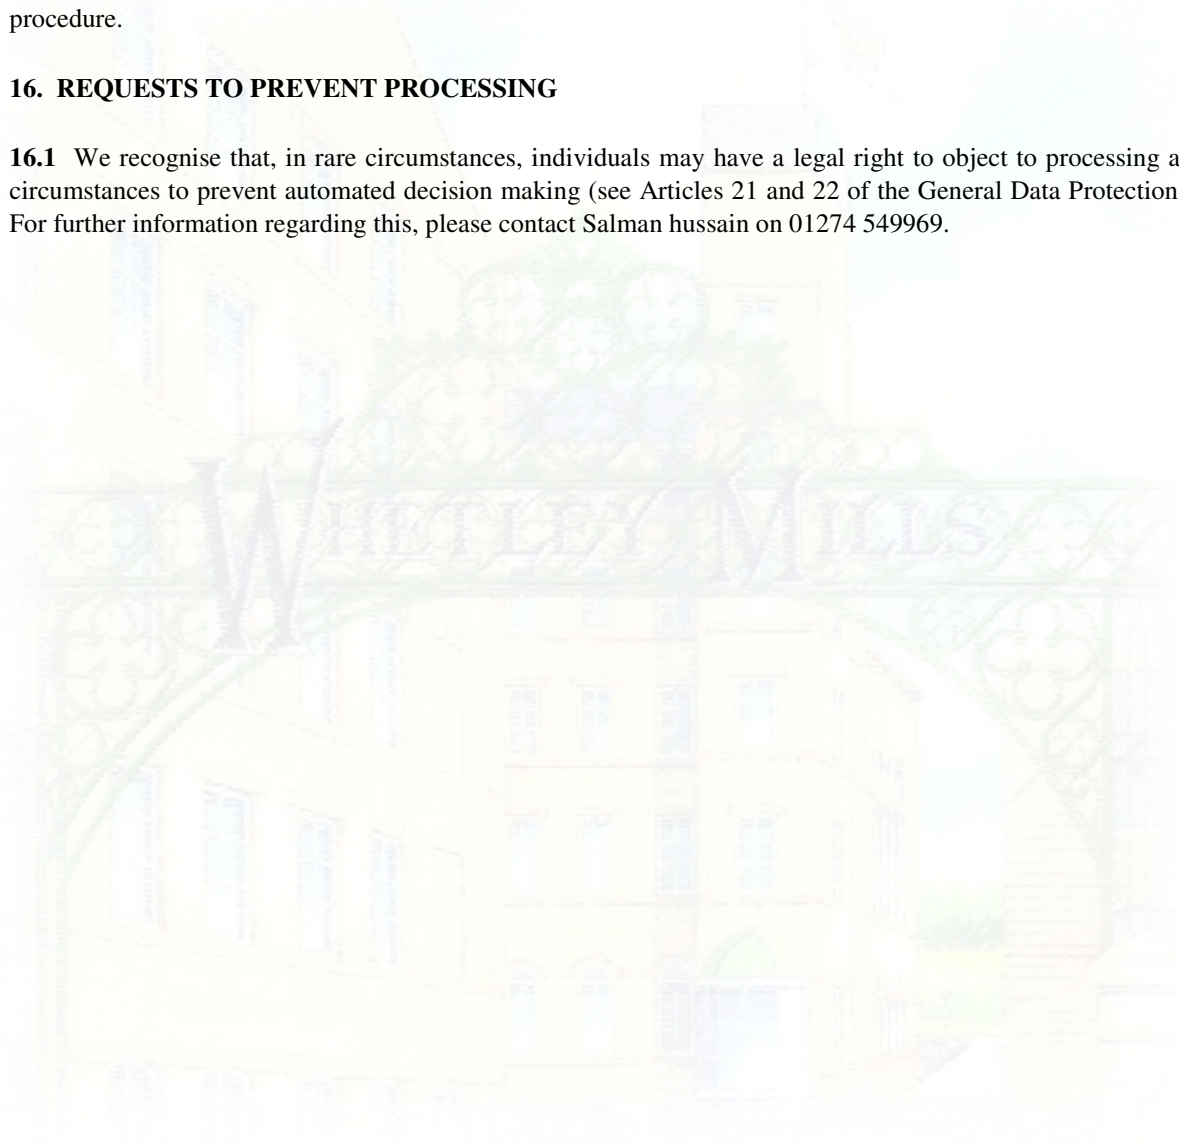 procedure.
16. REQUESTS TO PREVENT PROCESSING
16.1 We recognise that, in rare circumstances, individuals may have a legal right to object to processing a
circumstances to prevent automated decision making (see Articles 21 and 22 of the General Data Protection
For further information regarding this, please contact Salman hussain on 01274 549969.
WHETLEY MILLS